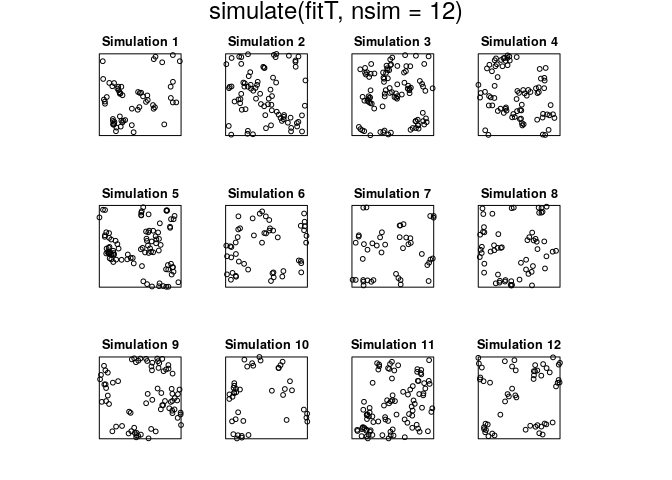 simulate(fitT, nsim = 12)
Simulation 1 Simulation 2 Simulation 3 Simulation 4
Simulation 5 Simulation 6 Simulation 7 Simulation 8
Simulation 9 Simulation 10 Simulation 11 Simulation 12